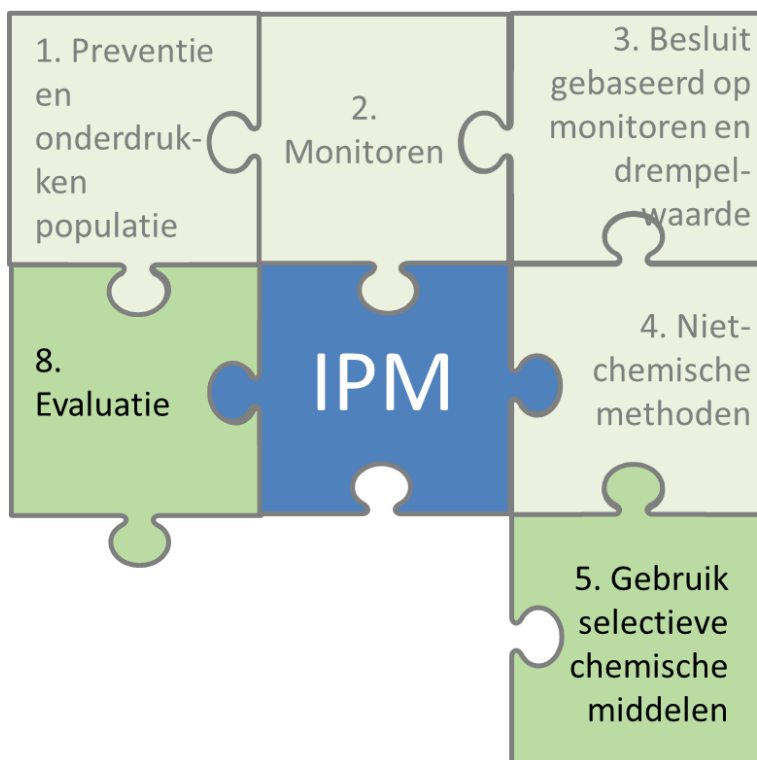 1. Preventie
en
onderdruk-
ken
populatie
2.
Monitoren
3. Besluit
gebaseerd op
monitoren en
drempel-
waarde
8.
Evaluatie
IPM
4. Niet-
chemische
methoden
5. Gebruik
selectieve
chemische
middelen